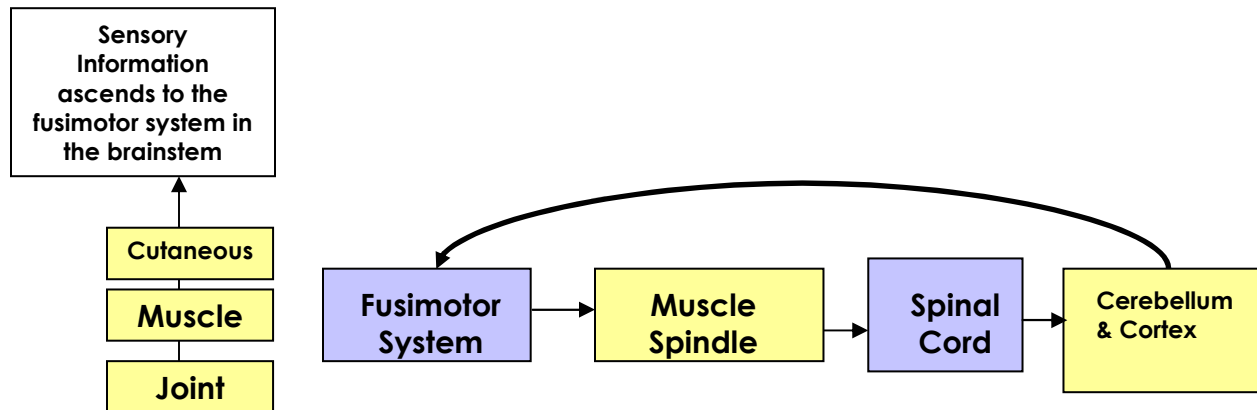 Sensory
Information
ascends to the
fusimotor system in
the brainstem
Cutaneous
Muscle
Joint
Fusimotor
System
Muscle
Spindle
Spinal
Cord
Cerebellum
& Cortex